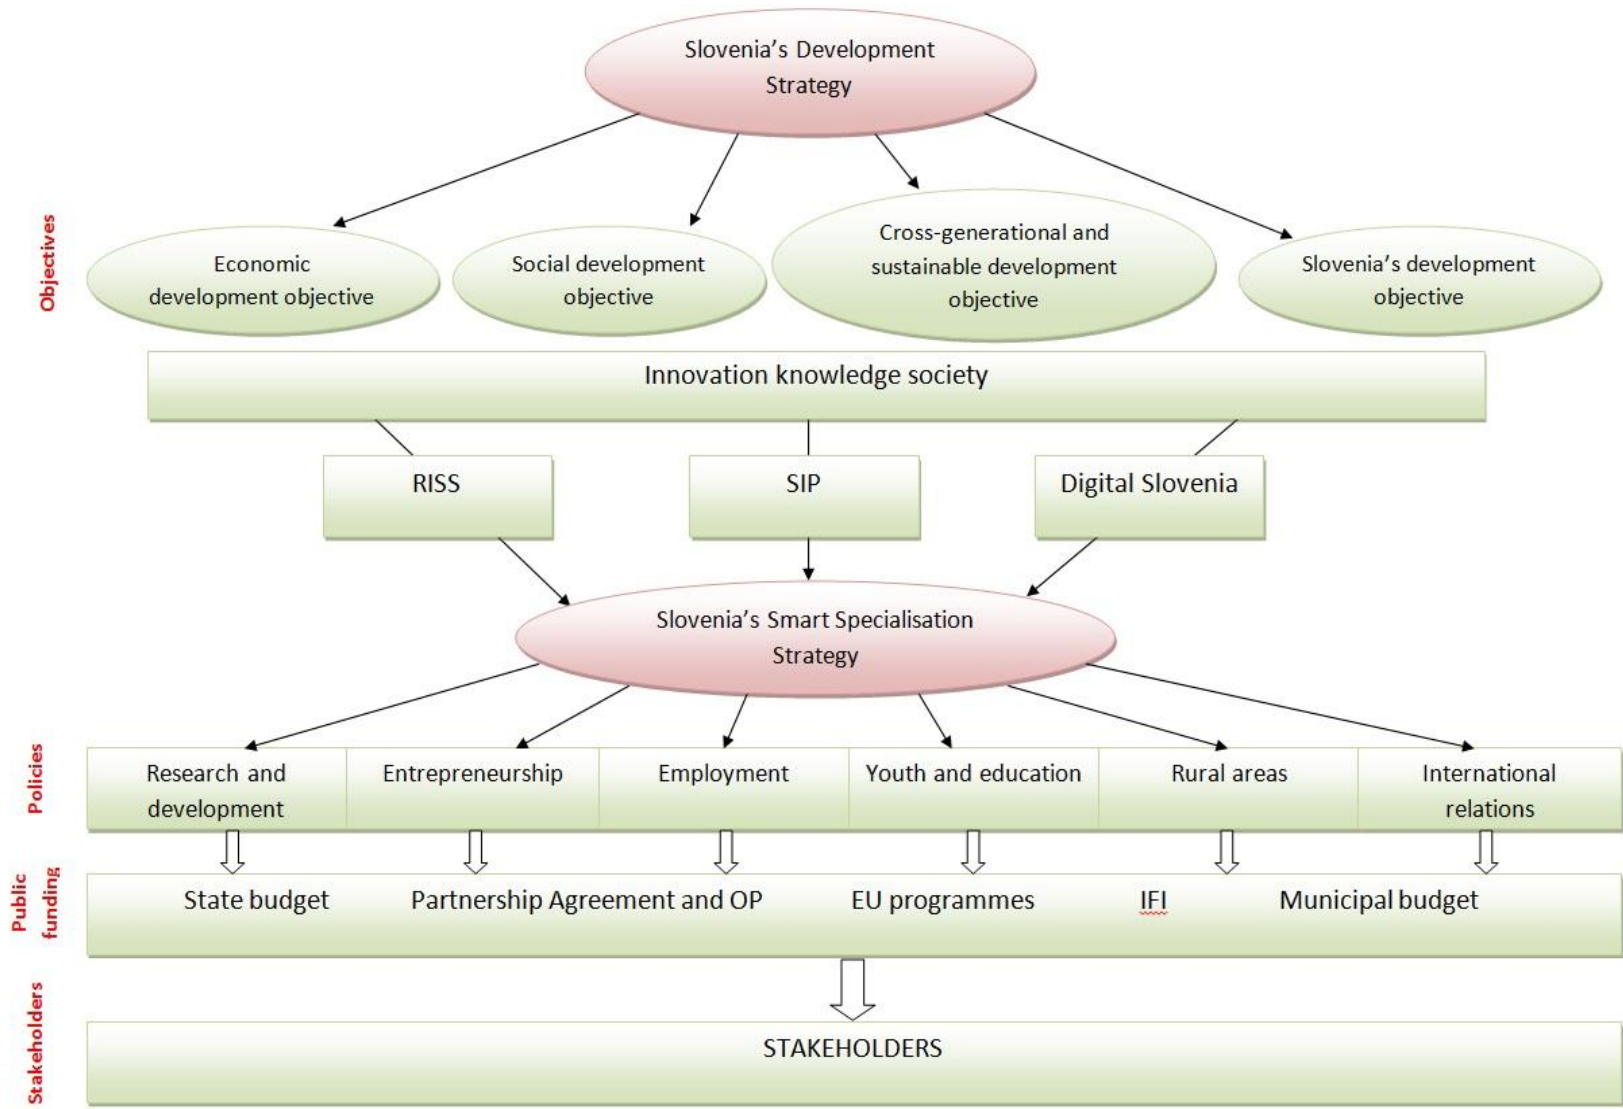 Slovenia's Development
Strategy
Objectives
Economic
development objective
Social development
objective
Cross-generational and
sustainable development
objective
Slovenia's development
objective
Innovation knowledge society
RISS
SIP
Digital Slovenia
Slovenia's Smart Specialisation
Strategy
Policies
Research and
development
Entrepreneurship
Employment
Youth and education
Rural areas
International
relations
Public
funding
State budget
Partnership Agreement and OP
EU programmes
IFI
Municipal budget
Stakeholders
STAKEHOLDERS